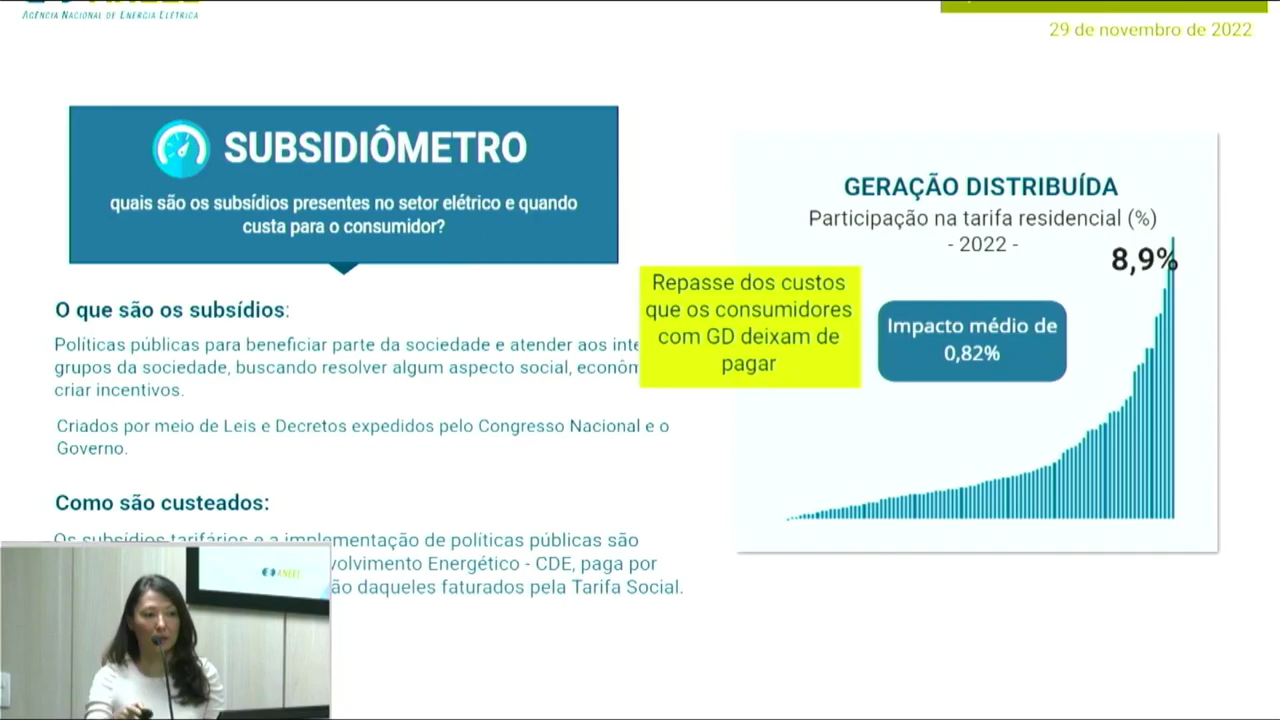 AGÊNCIA NACIONAL DE ENERGIA ELÉTRICA
29 de novembro de 2022
SUBSIDIÔMETRO
quais são os subsídios presentes no setor elétrico e quando
custa para o consumidor?
O que são os subsídios:
Políticas públicas para beneficiar parte da sociedade e atender aos
grupos da sociedade, buscando resolver algum aspecto social,
criar incentivos.
Criados por meio de Leis e Decretos expedidos pelo Congresso Nacional e o
Governo.
Como são custeados:
Os subsídios tarifários e a implementação de políticas públicas são
Energético - CDE, paga por
daqueles faturados pela Tarifa Social.
Repasse dos custos
que os consumidores
com GD deixam de
pagar
GERAÇÃO DISTRIBUÍDA
Participação na tarifa residencial (%)
- 2022 -
8,9%
Impacto médio de
0,82%
ANEEL